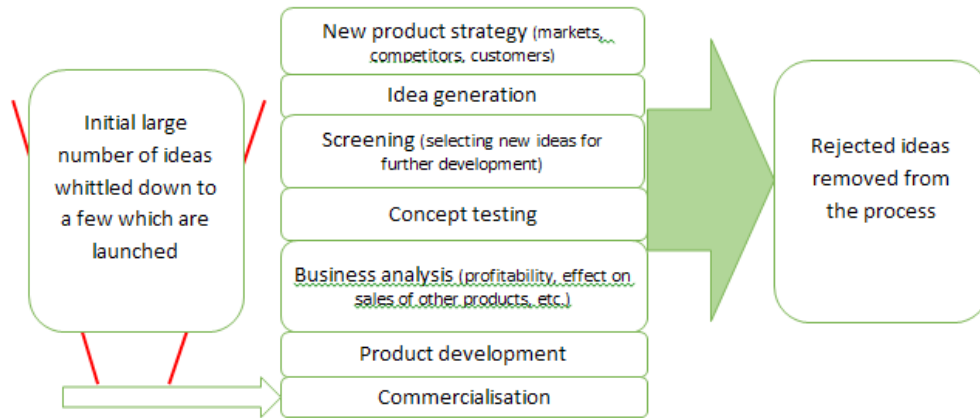 Initial large
number of ideas
whittled down to
a few which are
launched
New product strategy (markets,
competitors, customers)
Idea generation
Screening (selecting new ideas for
further development)
Concept testing
Business analysis (profitability, effect on
sales of other products, etc.)
Product development
Commercialisation
Rejected ideas
removed from
the process